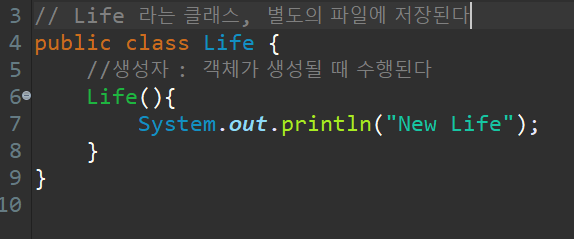 3 // Life 라는 클래스, 별도의 파일에 저장된다
4 public class Life {
5 //생성자 : 객체가 생성될 때 수행된다
6 Life(){
7 System.out.println("New Life");
8 }
9 }
10